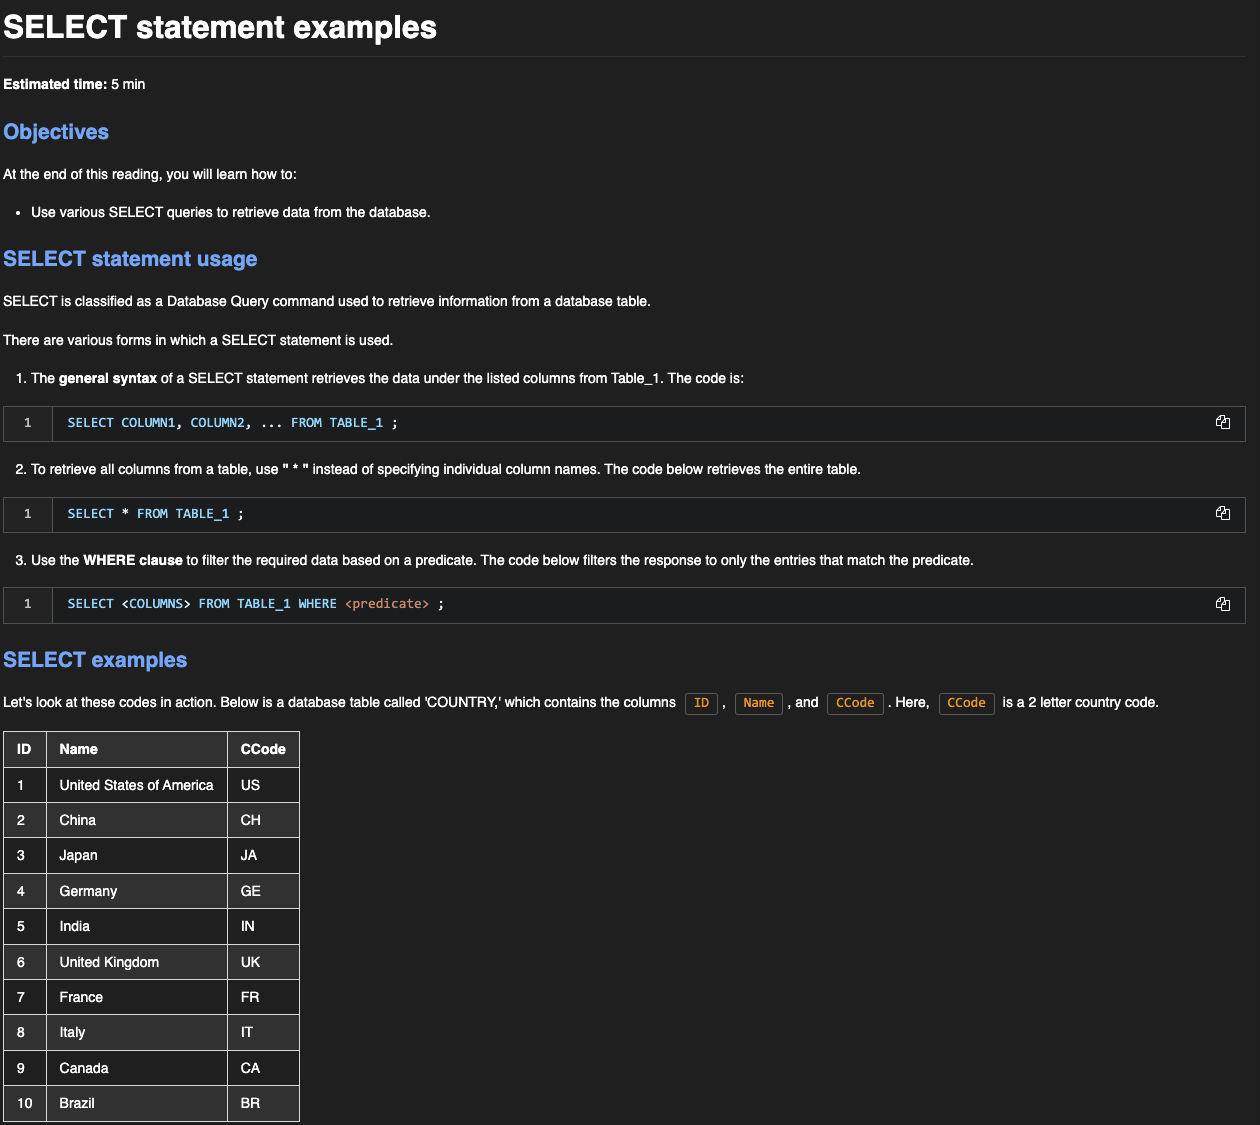 SELECT statement examples
Estimated time: 5 min
Objectives
At the end of this reading, you will learn how to:
• Use various SELECT queries to retrieve data from the database.
SELECT statement usage
SELECT is classified as a Database Query command used to retrieve information from a database table.
There are various forms in which a SELECT statement is used.
1. The general syntax of a SELECT statement retrieves the data under the listed columns from Table_1. The code is:
1 SELECT COLUMN1, COLUMN2, ... FROM TABLE_1 ;
2. To retrieve all columns from a table, use " * " instead of specifying individual column names. The code below retrieves the entire table.
1 SELECT * FROM TABLE_1 ;
3. Use the WHERE clause to filter the required data based on a predicate. The code below filters the response to only the entries that match the predicate.
1 SELECT <COLUMNS> FROM TABLE_1 WHERE <predicate> ;
SELECT examples
Let's look at these codes in action. Below is a database table called 'COUNTRY,' which contains the columns ID , Name , and CCode . Here, CCode is a 2 letter country code.
ID Name CCode
1 United States of America US
2 China CH
3 Japan JA
4 Germany GE
5 India IN
6 United Kingdom UK
7 France FR
8 Italy IT
9 Canada CA
10 Brazil BR